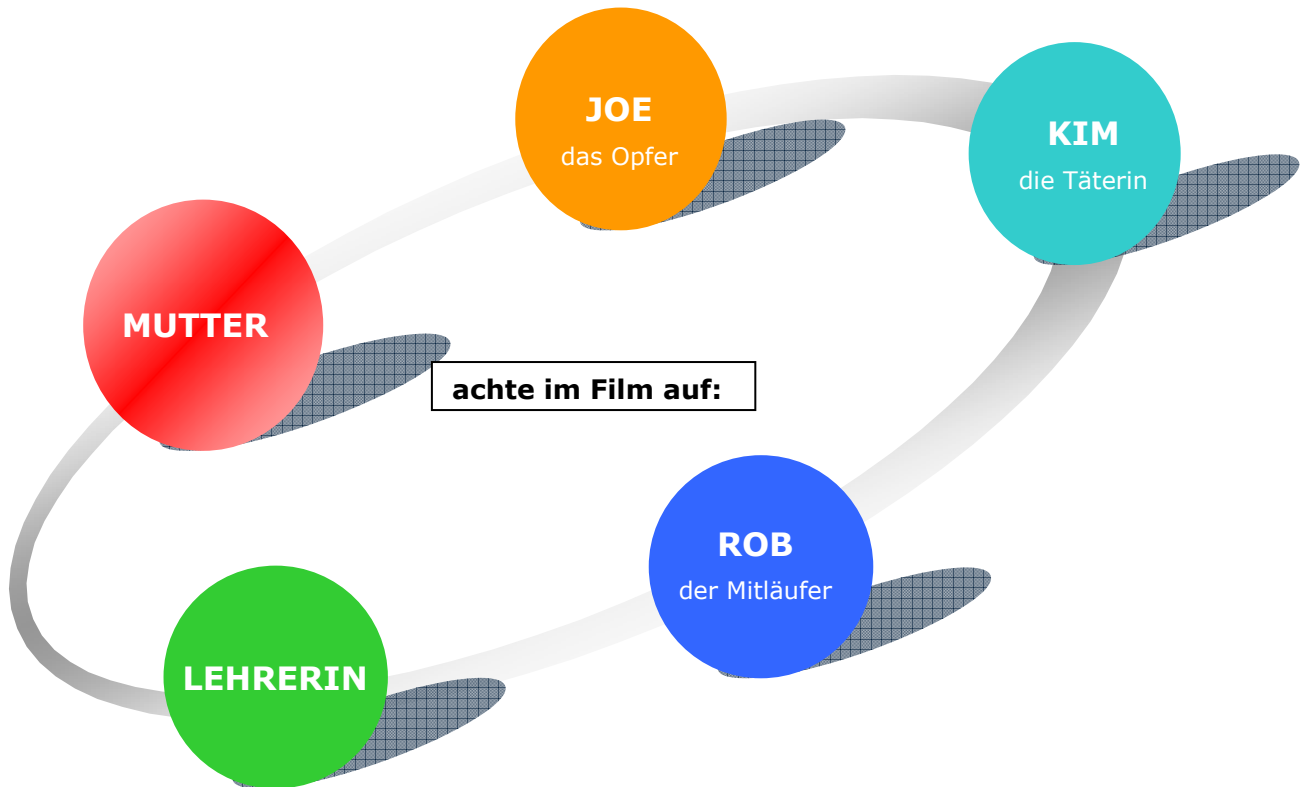 JOE
das Opfer
KIM
die Täterin
MUTTER
achte im Film auf:
ROB
der Mitläufer
LEHRERIN